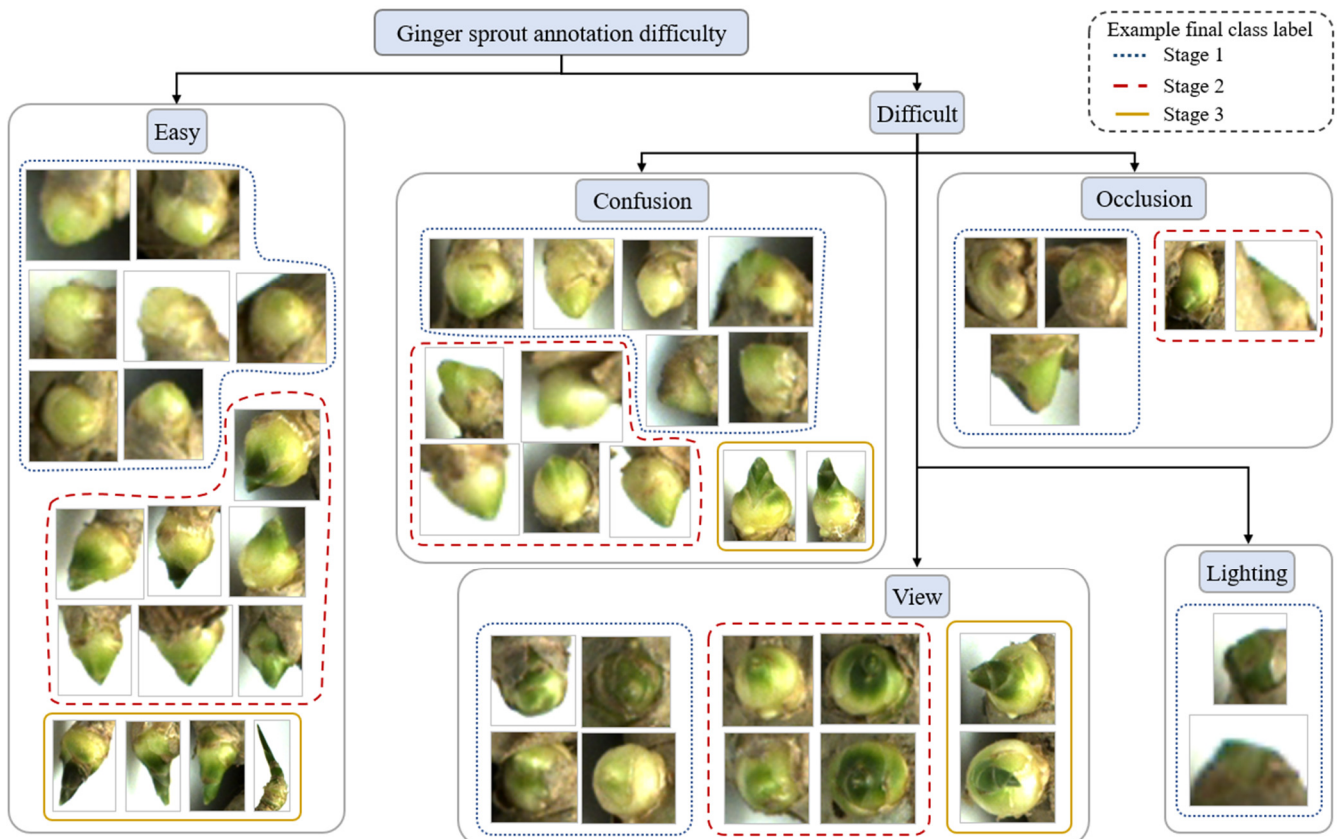 Ginger sprout annotation difficulty
Example final class label
Stage 1
Stage 2
Stage 3
Easy
Difficult
Confusion
Occlusion
View
Lighting